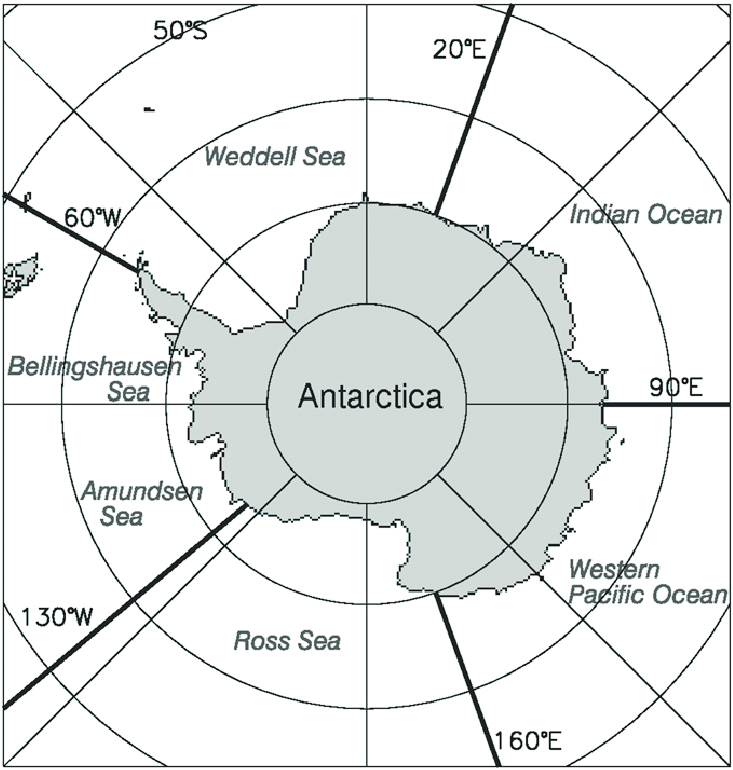 50°S
20°E
Weddell Sea
Indian Ocean
60°W
Bellingshausen
Sea
90°E
Antarctica
Amundsen
Sea
Western
Pacific Ocean
130°W
Ross Sea
160°E